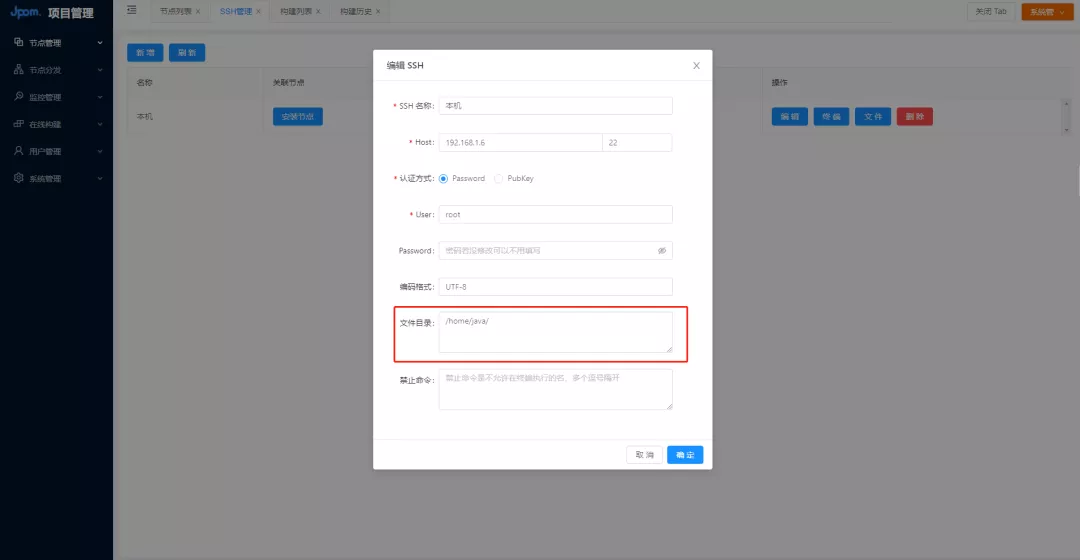 Jpom. 项目管理
节点列表 × SSH管理 × 构建列表 × 构建历史 × 关闭 Tab 系统管
节点管理
节点分发
监控管理
在线构建
用户管理
系统管理
新 增 刷 新
名称 关联节点 操作
本机 安装节点 编 辑 终 端 文 件 删 除
编辑 SSH
* SSH 名称: 本机
* Host: 192.168.1.6 22
* 认证方式: Password PubKey
* User: root
Password: 密码若没修改可以不用填写
编码格式: UTF-8
文件目录: /home/java/
禁止命令: 禁止命令是不允许在终端执行的名，多个逗号隔开
取 消 确 定